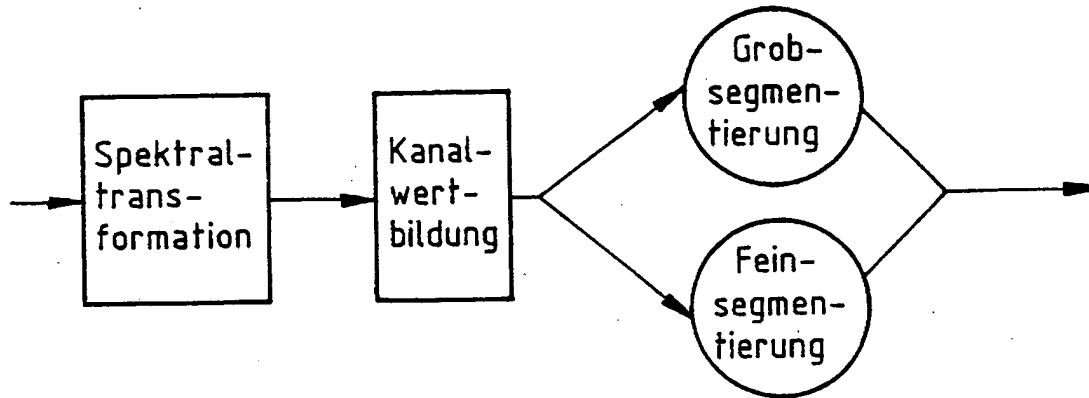 Spektral-
trans-
formation
Kanal-
wert-
bildung
Grob-
segmen-
tierung
Fein-
segmen-
tierung